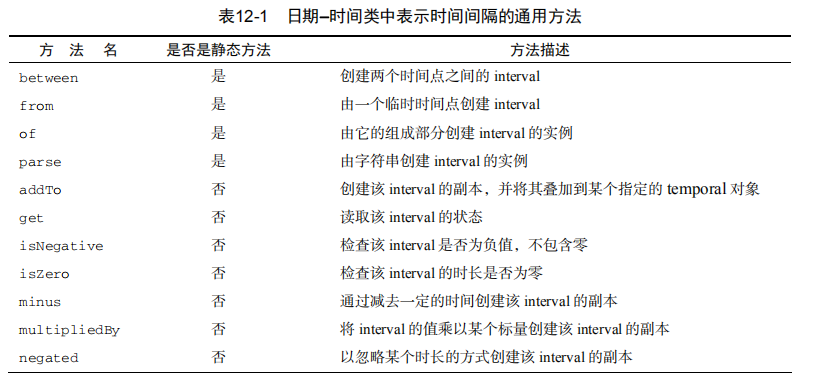 表12-1 日期–时间类中表示时间间隔的通用方法
方 法 名 是否是静态方法 方法描述
between 是 创建两个时间点之间的 interval
from 是 由一个临时时间点创建 interval
of 是 由它的组成部分创建 interval 的实例
parse 是 由字符串创建 interval 的实例
addTo 否 创建该 interval 的副本，并将其叠加到某个指定的 temporal 对象
get 否 读取该 interval 的状态
isNegative 否 检查该 interval 是否为负值，不包含零
isZero 否 检查该 interval 的时长是否为零
minus 否 通过减去一定的时间创建该 interval 的副本
multipliedBy 否 将 interval 的值乘以某个标量创建该 interval 的副本
negated 否 以忽略某个时长的方式创建该 interval 的副本